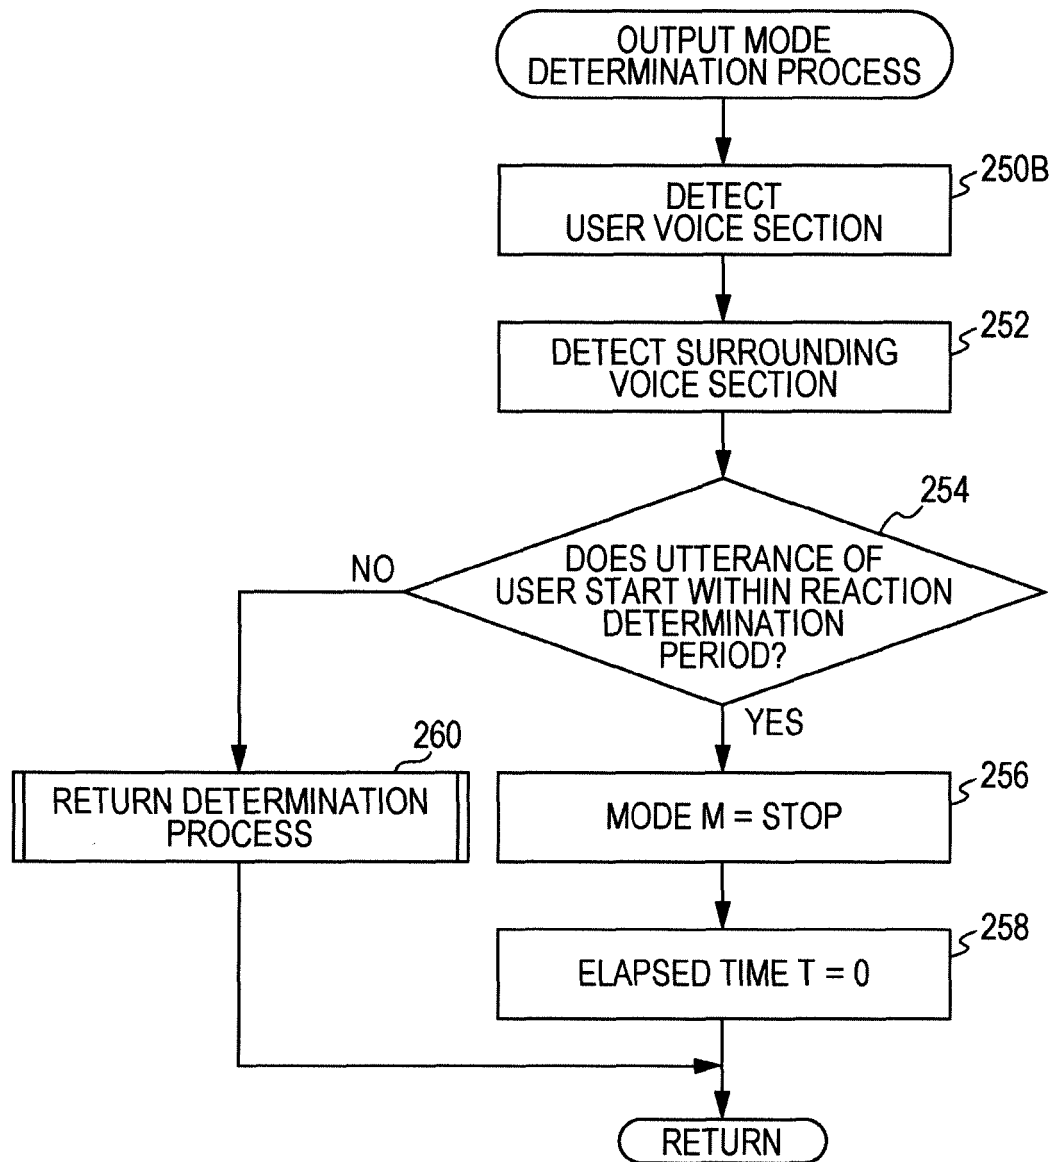 OUTPUT MODE
DETERMINATION PROCESS
250B
DETECT
USER VOICE SECTION
252
DETECT SURROUNDING
VOICE SECTION
254
DOES UTTERANCE OF
USER START WITHIN REACTION
DETERMINATION
PERIOD?
NO
YES
260
RETURN DETERMINATION
PROCESS
256
MODE M = STOP
258
ELAPSED TIME T = 0
RETURN